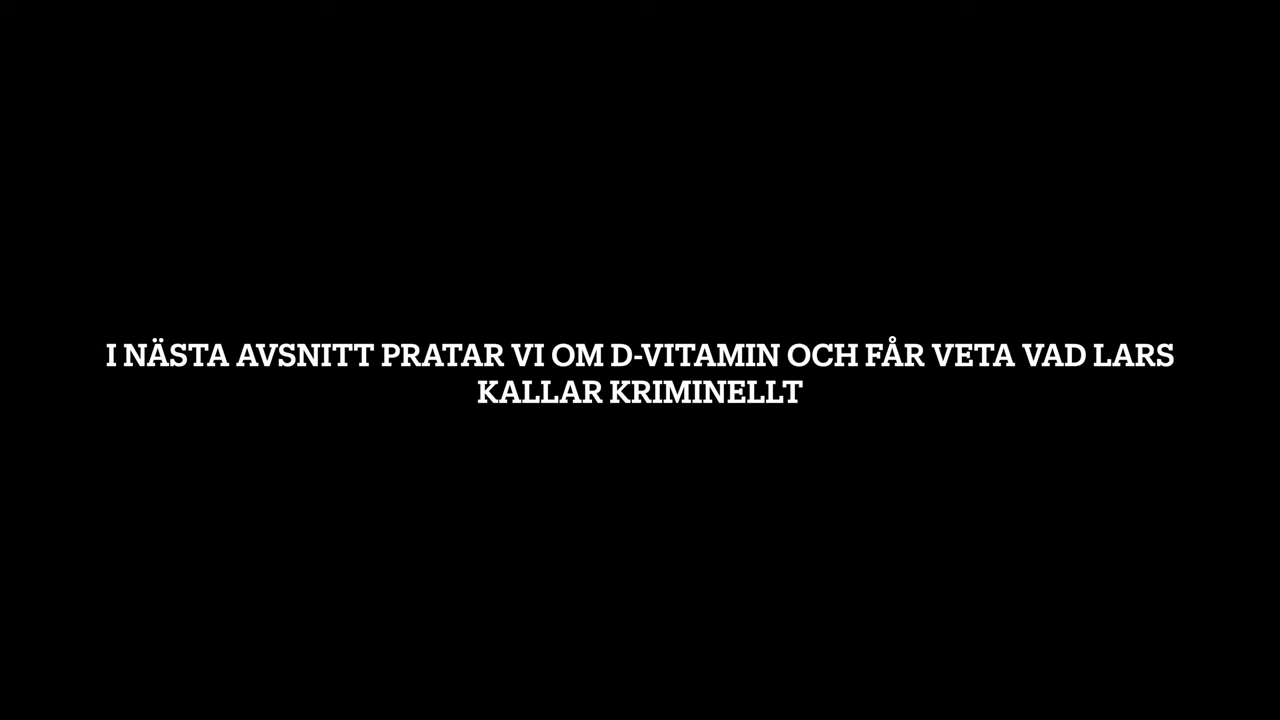 I NÄSTA AVSNITT PRATAR VI OM D-VITAMIN OCH FÅR VETA VAD LARS
KALLAR KRIMINELLT